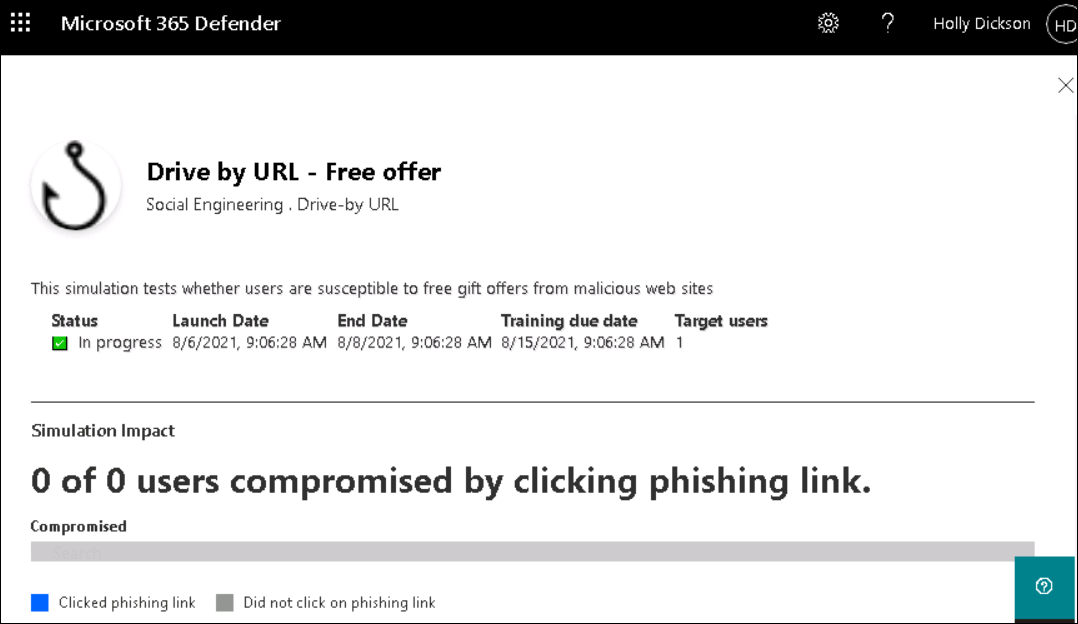 Microsoft 365 Defender
Holly Dickson
HD
Drive by URL - Free offer
Social Engineering . Drive-by URL
This simulation tests whether users are susceptible to free gift offers from malicious web sites
Status Launch Date End Date Training due date Target users
In progress 8/6/2021, 9:06:28 AM 8/8/2021, 9:06:28 AM 8/15/2021, 9:06:28 AM 1
Simulation Impact
0 of 0 users compromised by clicking phishing link.
Compromised
Search
Clicked phishing link Did not click on phishing link